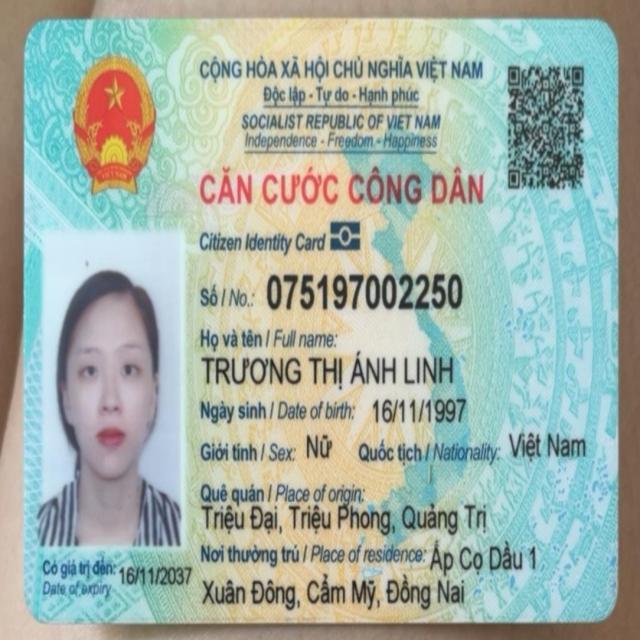 CỘNG HÒA XÃ HỘI CHỦ NGHĨA VIỆT NAM
Độc lập - Tự do - Hạnh phúc
SOCIALIST REPUBLIC OF VIET NAM
Independence - Freedom - Happiness
CĂN CƯỚC CÔNG DÂN
Citizen Identity Card
Số / No.: 075197002250
Họ và tên / Full name:
TRƯƠNG THỊ ÁNH LINH
Ngày sinh / Date of birth: 16/11/1997
Giới tính / Sex: Nữ Quốc tịch / Nationality: Việt Nam
Quê quán / Place of origin:
Triệu Đại, Triệu Phong, Quảng Trị
Nơi thường trú / Place of residence: Ấp Cọ Dầu 1
Xuân Đông, Cẩm Mỹ, Đồng Nai
Có giá trị đến: 16/11/2037
Date of expiry